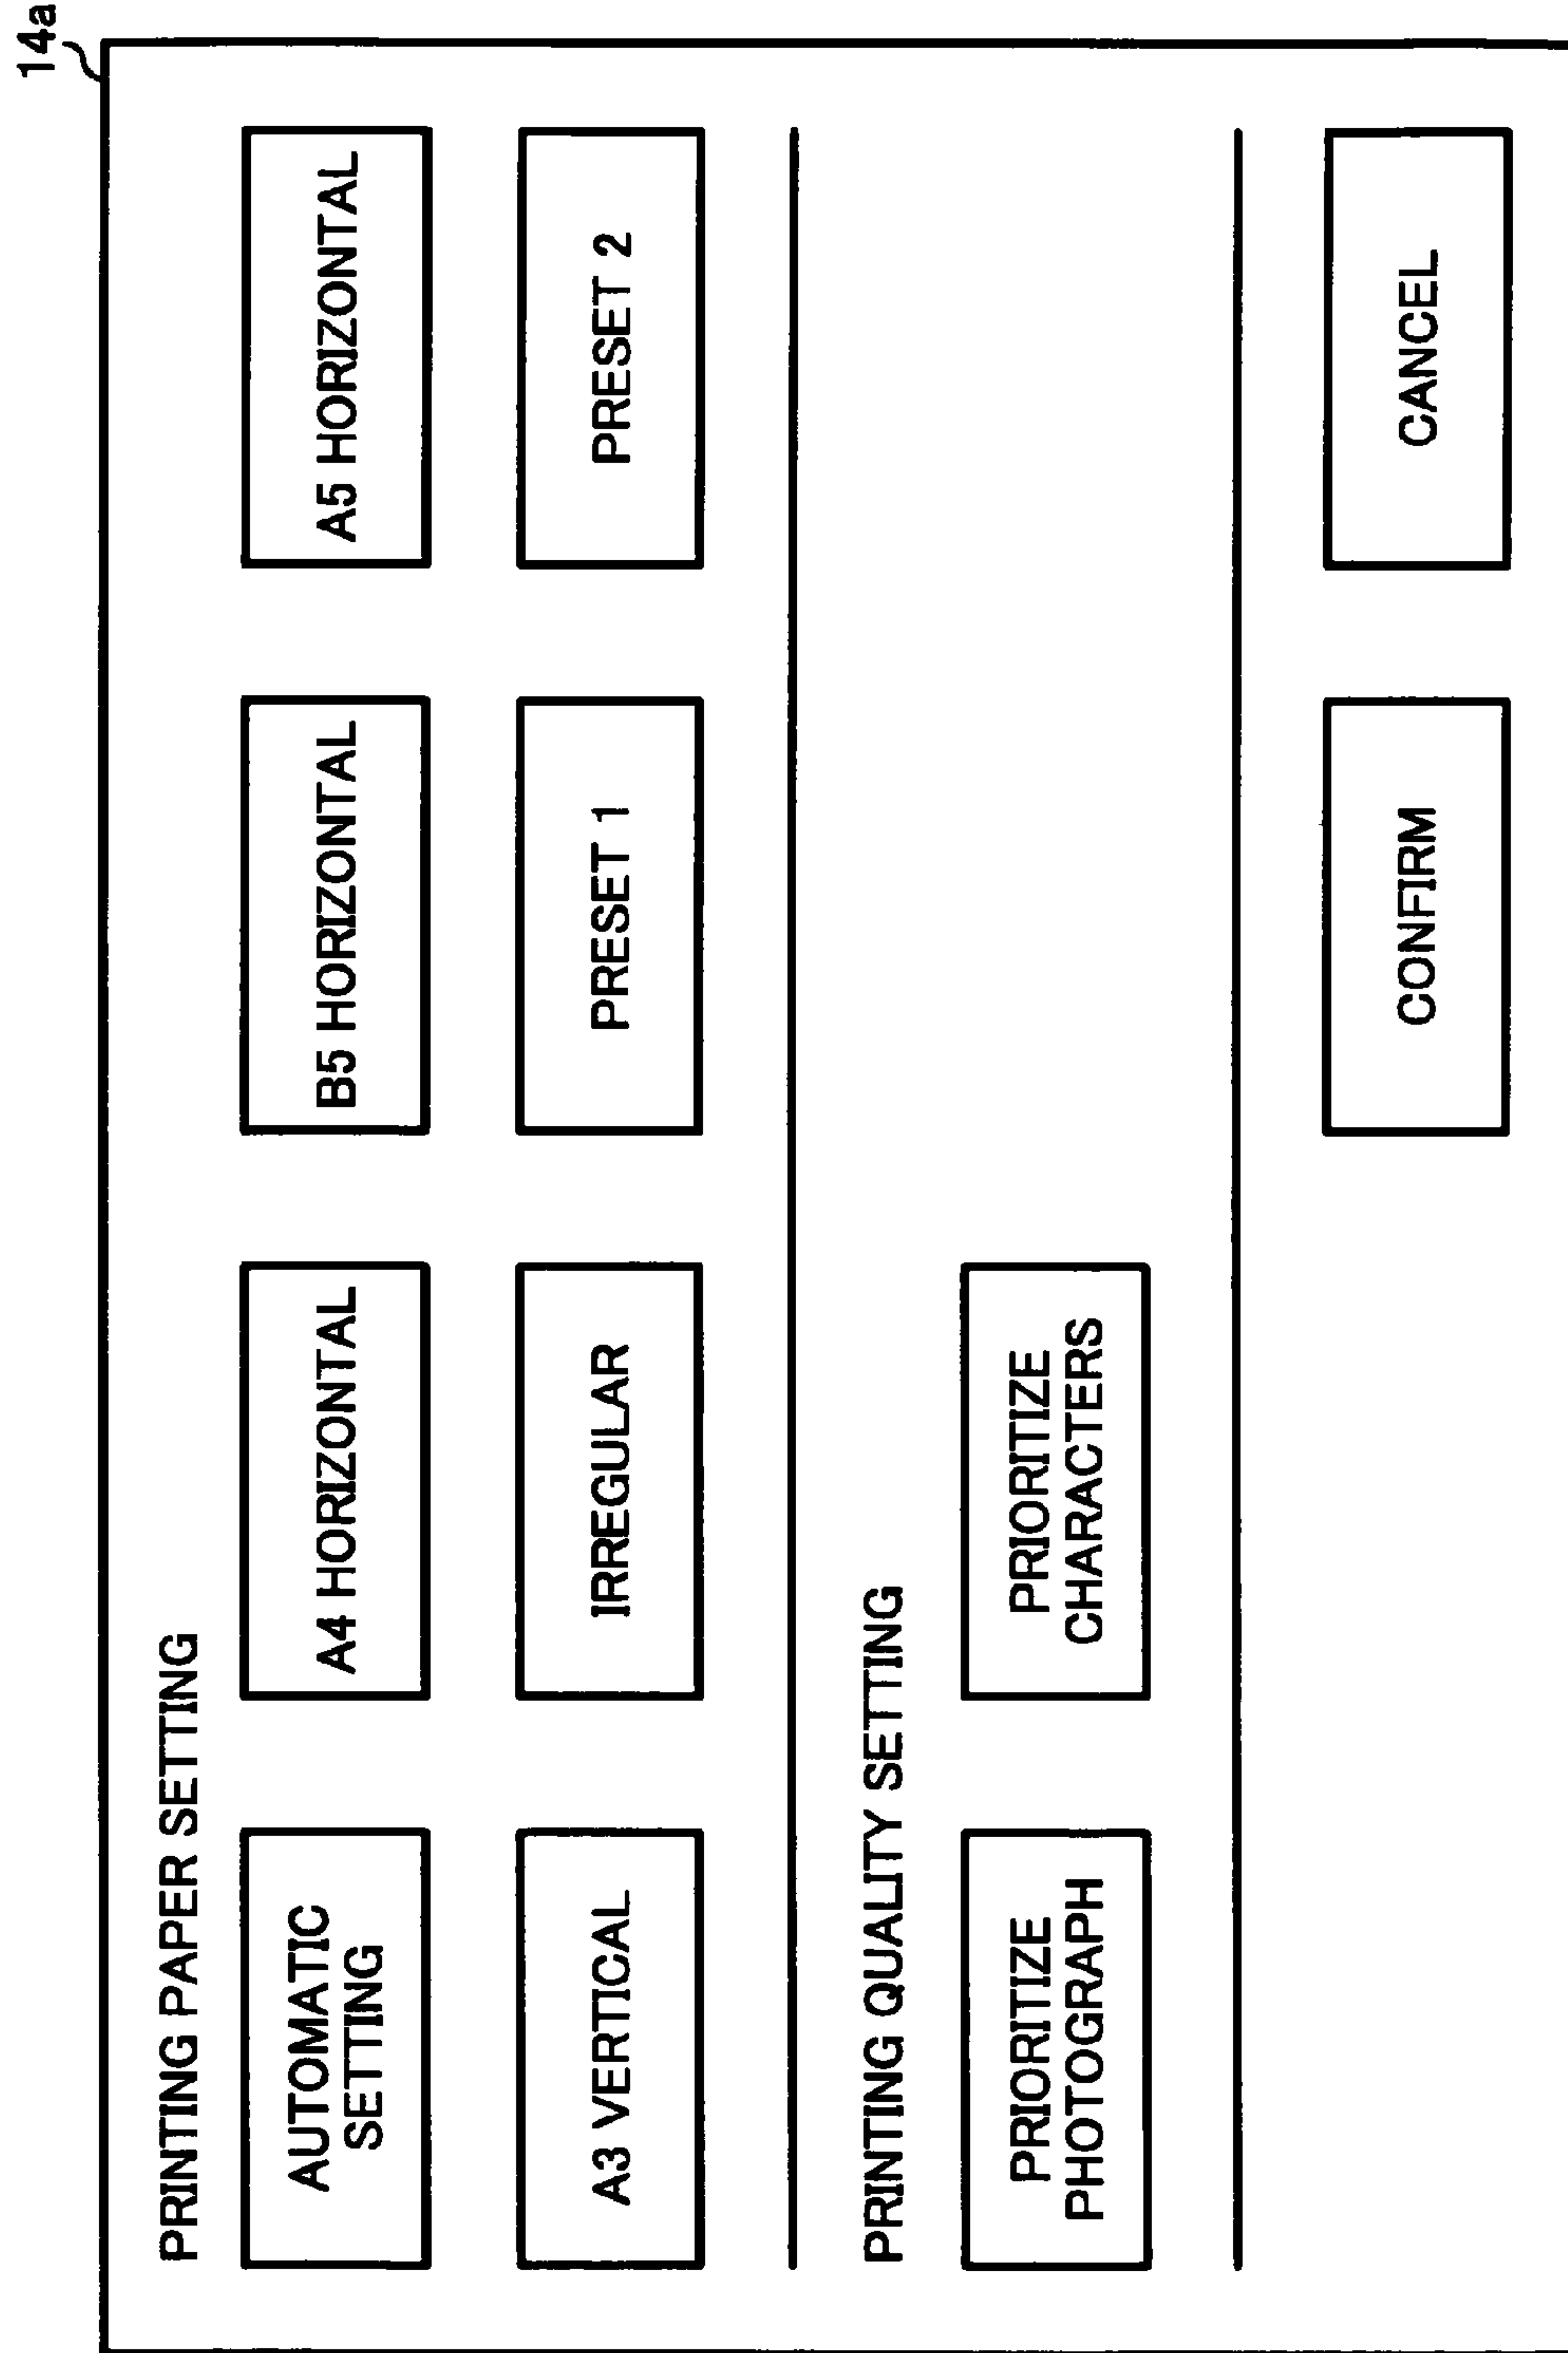 14a
PRINTING PAPER SETTING
AUTOMATIC
SETTING
A4 HORIZONTAL
B5 HORIZONTAL
A5 HORIZONTAL
A3 VERTICAL
IRREGULAR
PRESET 1
PRESET 2
PRINTING QUALITY SETTING
PRIORITIZE
PHOTOGRAPH
PRIORITIZE
CHARACTERS
CONFIRM
CANCEL